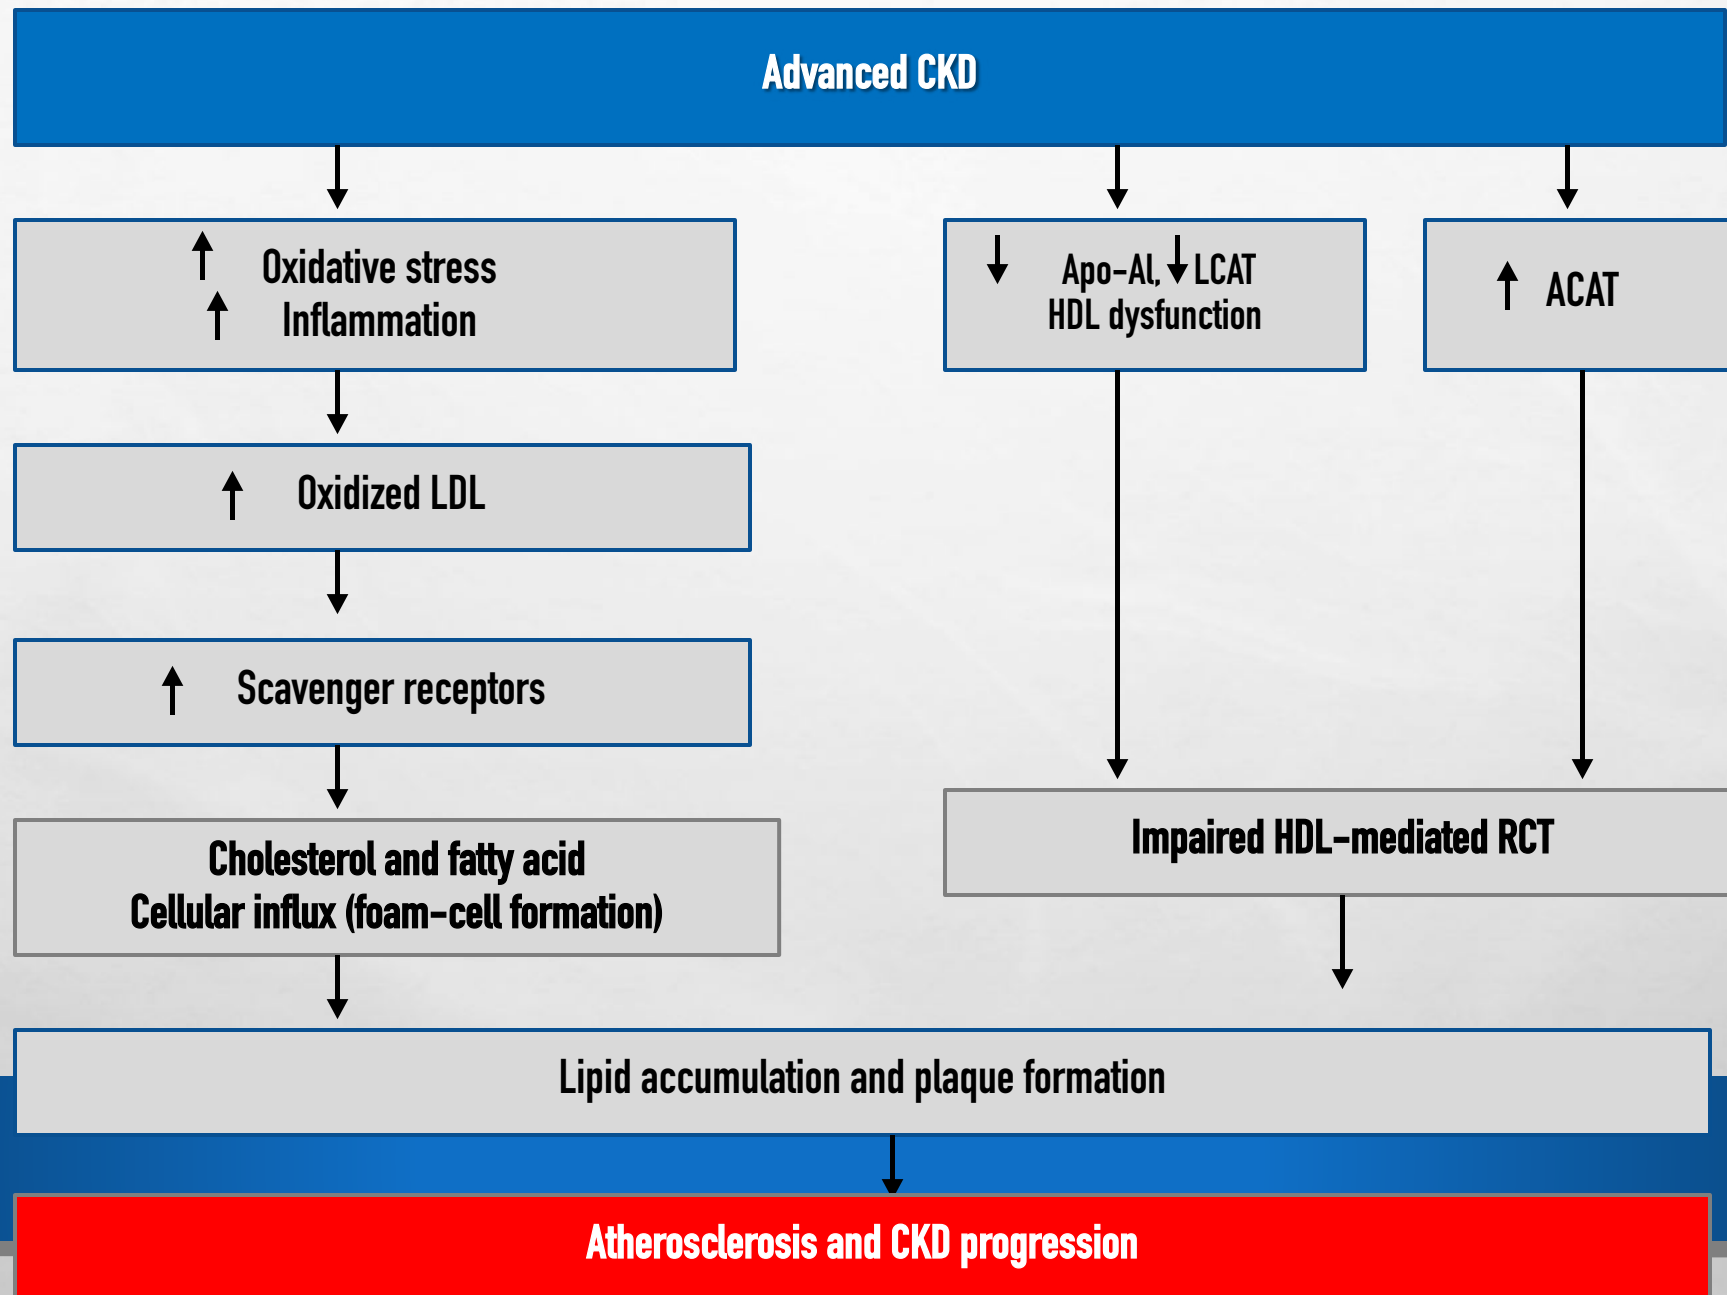 Advanced CKD
Oxidative stress
Inflammation
Apo-Al, LCAT
HDL dysfunction
ACAT
Oxidized LDL
Scavenger receptors
Cholesterol and fatty acid
Cellular influx (foam-cell formation)
Impaired HDL-mediated RCT
Lipid accumulation and plaque formation
Atherosclerosis and CKD progression